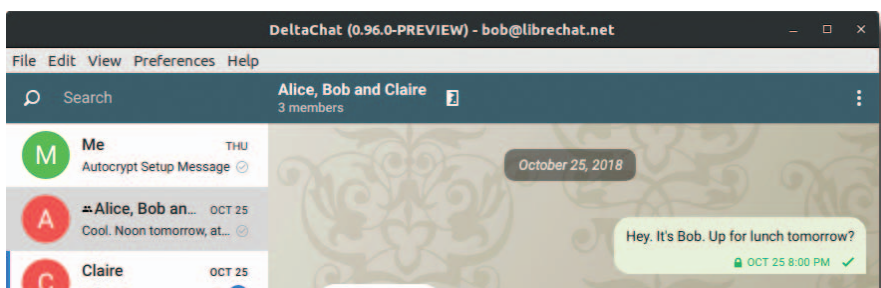 DeltaChat (0.96.0-PREVIEW) - bob@librechat.net
File Edit View Preferences Help
Search
Alice, Bob and Claire
3 members
M
Me THU
Autocrypt Setup Message
October 25, 2018
A
Alice, Bob an... OCT 25
Cool. Noon tomorrow, at...
Hey. It's Bob. Up for lunch tomorrow?
OCT 25 8:00 PM
C
Claire OCT 25